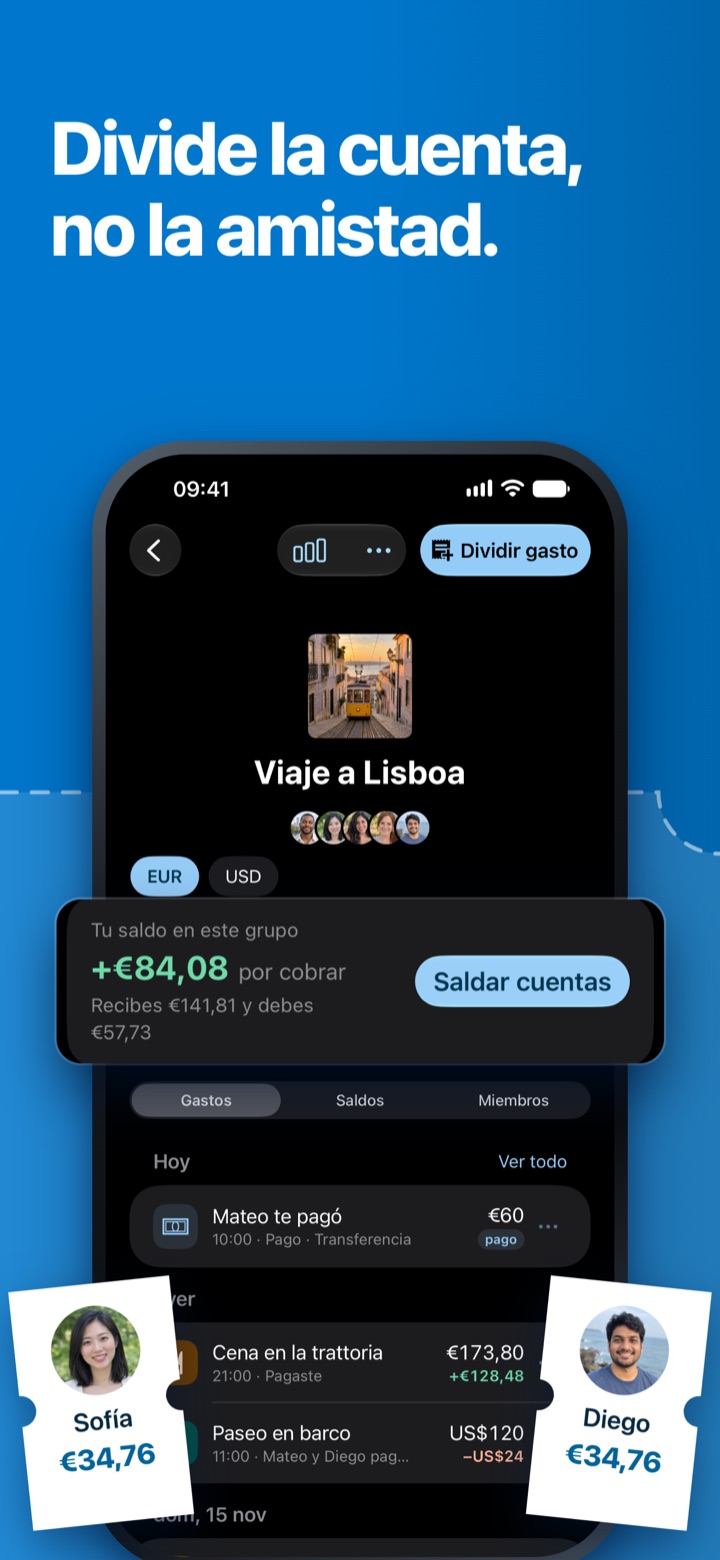 Divide la cuenta,
no la amistad.
09:41
Dividir gasto
Viaje a Lisboa
EUR USD
Tu saldo en este grupo
+€84,08 por cobrar
Recibes €141,81 y debes
€57,73
Saldar cuentas
Gastos Saldos Miembros
Hoy Ver todo
Mateo te pagó €60
10:00 · Pago · Transferencia pago
Cena en la trattoria €173,80
21:00 · Pagaste +€128,48
Paseo en barco US$120
11:00 · Mateo y Diego pag... –US$24
dom, 15 nov
Sofía
€34,76
Diego
€34,76